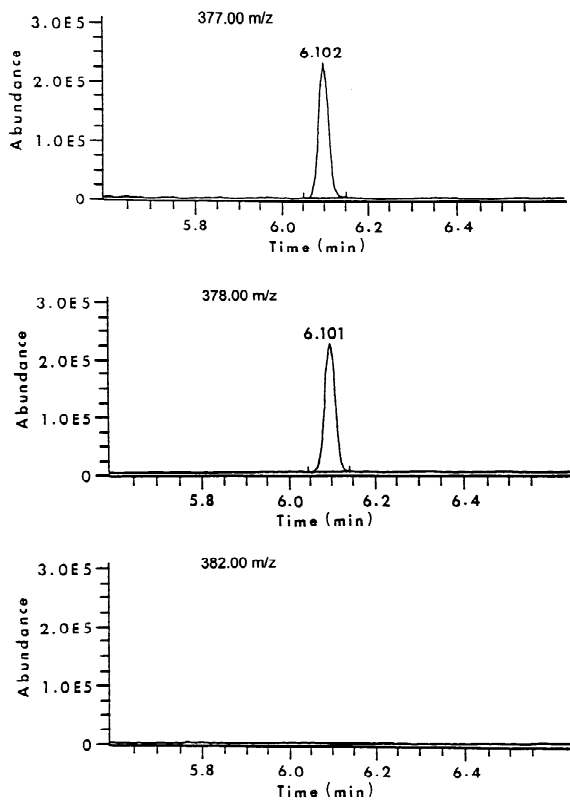 377.00 m/z
3.0E5
6.102
2.0E5
1.0E5
0
Abundance
5.8 6.0 6.2 6.4
Time (min)
378.00 m/z
3.0E5
6.101
2.0E5
1.0E5
0
Abundance
5.8 6.0 6.2 6.4
Time (min)
382.00 m/z
3.0E5
2.0E5
1.0E5
0
Abundance
5.8 6.0 6.2 6.4
Time (min)